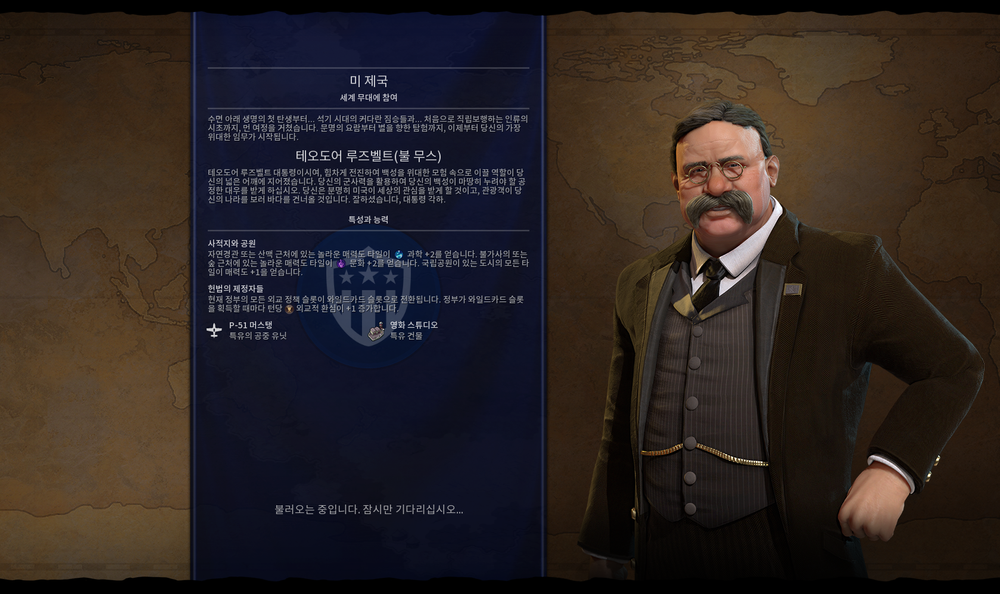 미 제국
세계 무대에 참여
수면 아래 생명의 첫 탄생부터... 석기 시대의 커다란 짐승들과... 처음으로 직립보행하는 인류의
시초까지, 먼 여정을 거쳤습니다. 문명의 요람부터 별을 향한 탐험까지, 이제부터 당신의 가장
위대한 임무가 시작됩니다.
테오도어 루즈벨트(불 무스)
테오도어 루즈벨트 대통령이시여, 힘차게 전진하여 백성을 위대한 모험 속으로 이끌 역할이 당
신의 넓은 어깨에 지어졌습니다. 당신의 군사력을 활용하여 당신의 백성이 마땅히 누려야 할 공
정한 대우를 받게 하십시오. 당신은 분명히 미국이 세상의 관심을 받게 할 것이고, 관광객이 당
신의 나라를 보러 바다를 건너올 것입니다. 잘하셨습니다, 대통령 각하.
특성과 능력
사적지와 공원
자연경관 또는 산맥 근처에 있는 놀라운 매력도 타일이 과학 +2를 얻습니다. 불가사의 또는
숲 근처에 있는 놀라운 매력도 타일이 문화 +2를 얻습니다. 국립공원이 있는 도시의 모든 타
일이 매력도 +1을 얻습니다.
헌법의 제정자들
현재 정부의 모든 외교 정책 슬롯이 와일드카드 슬롯으로 전환됩니다. 정부가 와일드카드 슬롯
을 획득할 때마다 턴당 외교적 환심이 +1 증가합니다.
P-51 머스탱
특유의 공중 유닛
영화 스튜디오
특유 건물
불러오는 중입니다. 잠시만 기다리십시오...